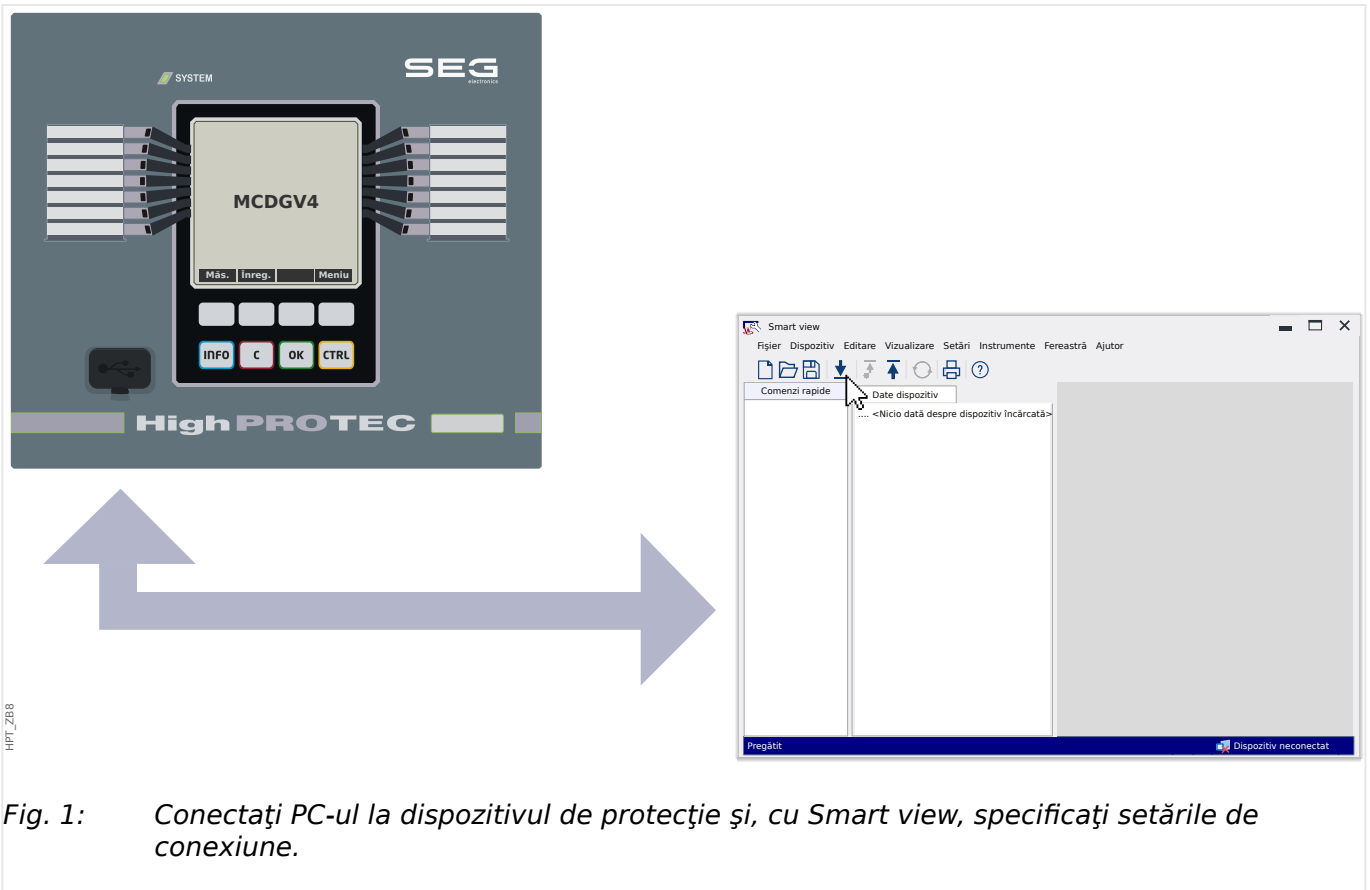 SYSTEM
SEG
electronics
MCDGV4
Măs. Înreg. Meniu
INFO C OK CTRL
HighPROTEC
Smart view
Fişier Dispozitiv Editare Vizualizare Setări Instrumente Fereastră Ajutor
Comenzi rapide
Date dispozitiv
.... <Nicio dată despre dispozitiv încărcată>
Pregătit
Dispozitiv neconectat
HPT_ZB8
Fig. 1: Conectaţi PC-ul la dispozitivul de protecţie şi, cu Smart view, specificaţi setările de
conexiune.